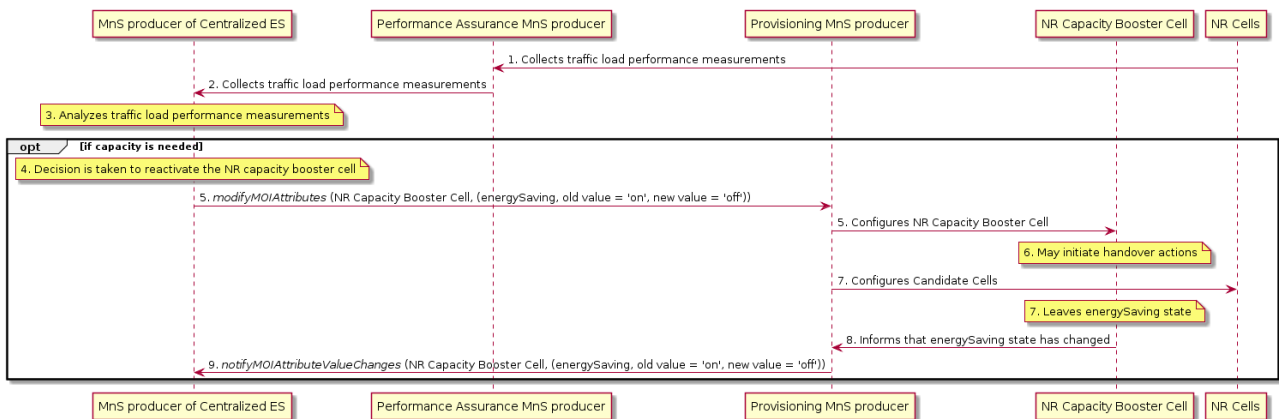 MnS producer of Centralized ES
Performance Assurance MnS producer
Provisioning MnS producer
NR Capacity Booster Cell
NR Cells
1. Collects traffic load performance measurements
2. Collects traffic load performance measurements
3. Analyzes traffic load performance measurements
opt
[if capacity is needed]
4. Decision is taken to reactivate the NR capacity booster cell
5. modifyMOIAttributes (NR Capacity Booster Cell, (energySaving, old value = 'on', new value = 'off'))
5. Configures NR Capacity Booster Cell
6. May initiate handover actions
7. Configures Candidate Cells
7. Leaves energySaving state
8. Informs that energySaving state has changed
9. notifyMOIAttributeValueChanges (NR Capacity Booster Cell, (energySaving, old value = 'on', new value = 'off'))
MnS producer of Centralized ES
Performance Assurance MnS producer
Provisioning MnS producer
NR Capacity Booster Cell
NR Cells